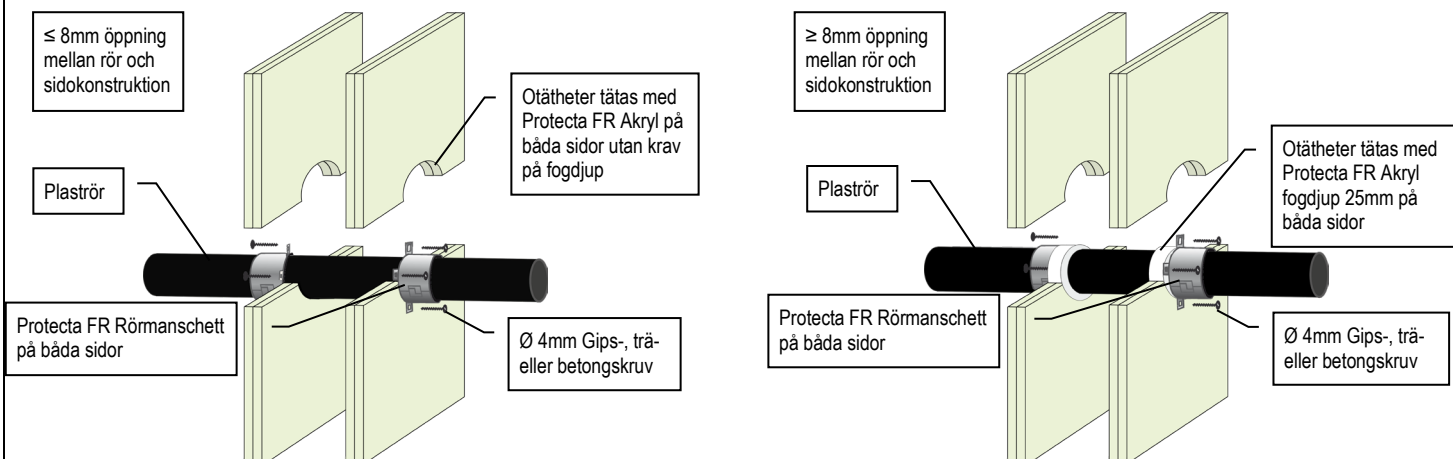 ≤ 8mm öppning
mellan rör och
sidokonstruktion
Otätheter tätas med
Protecta FR Akryl på
båda sidor utan krav
på fogdjup
Plaströr
Protecta FR Rörmanschett
på båda sidor
Ø 4mm Gips-, trä-
eller betongskruv
≥ 8mm öppning
mellan rör och
sidokonstruktion
Otätheter tätas med
Protecta FR Akryl
fogdjup 25mm på
båda sidor
Plaströr
Protecta FR Rörmanschett
på båda sidor
Ø 4mm Gips-, trä-
eller betongskruv